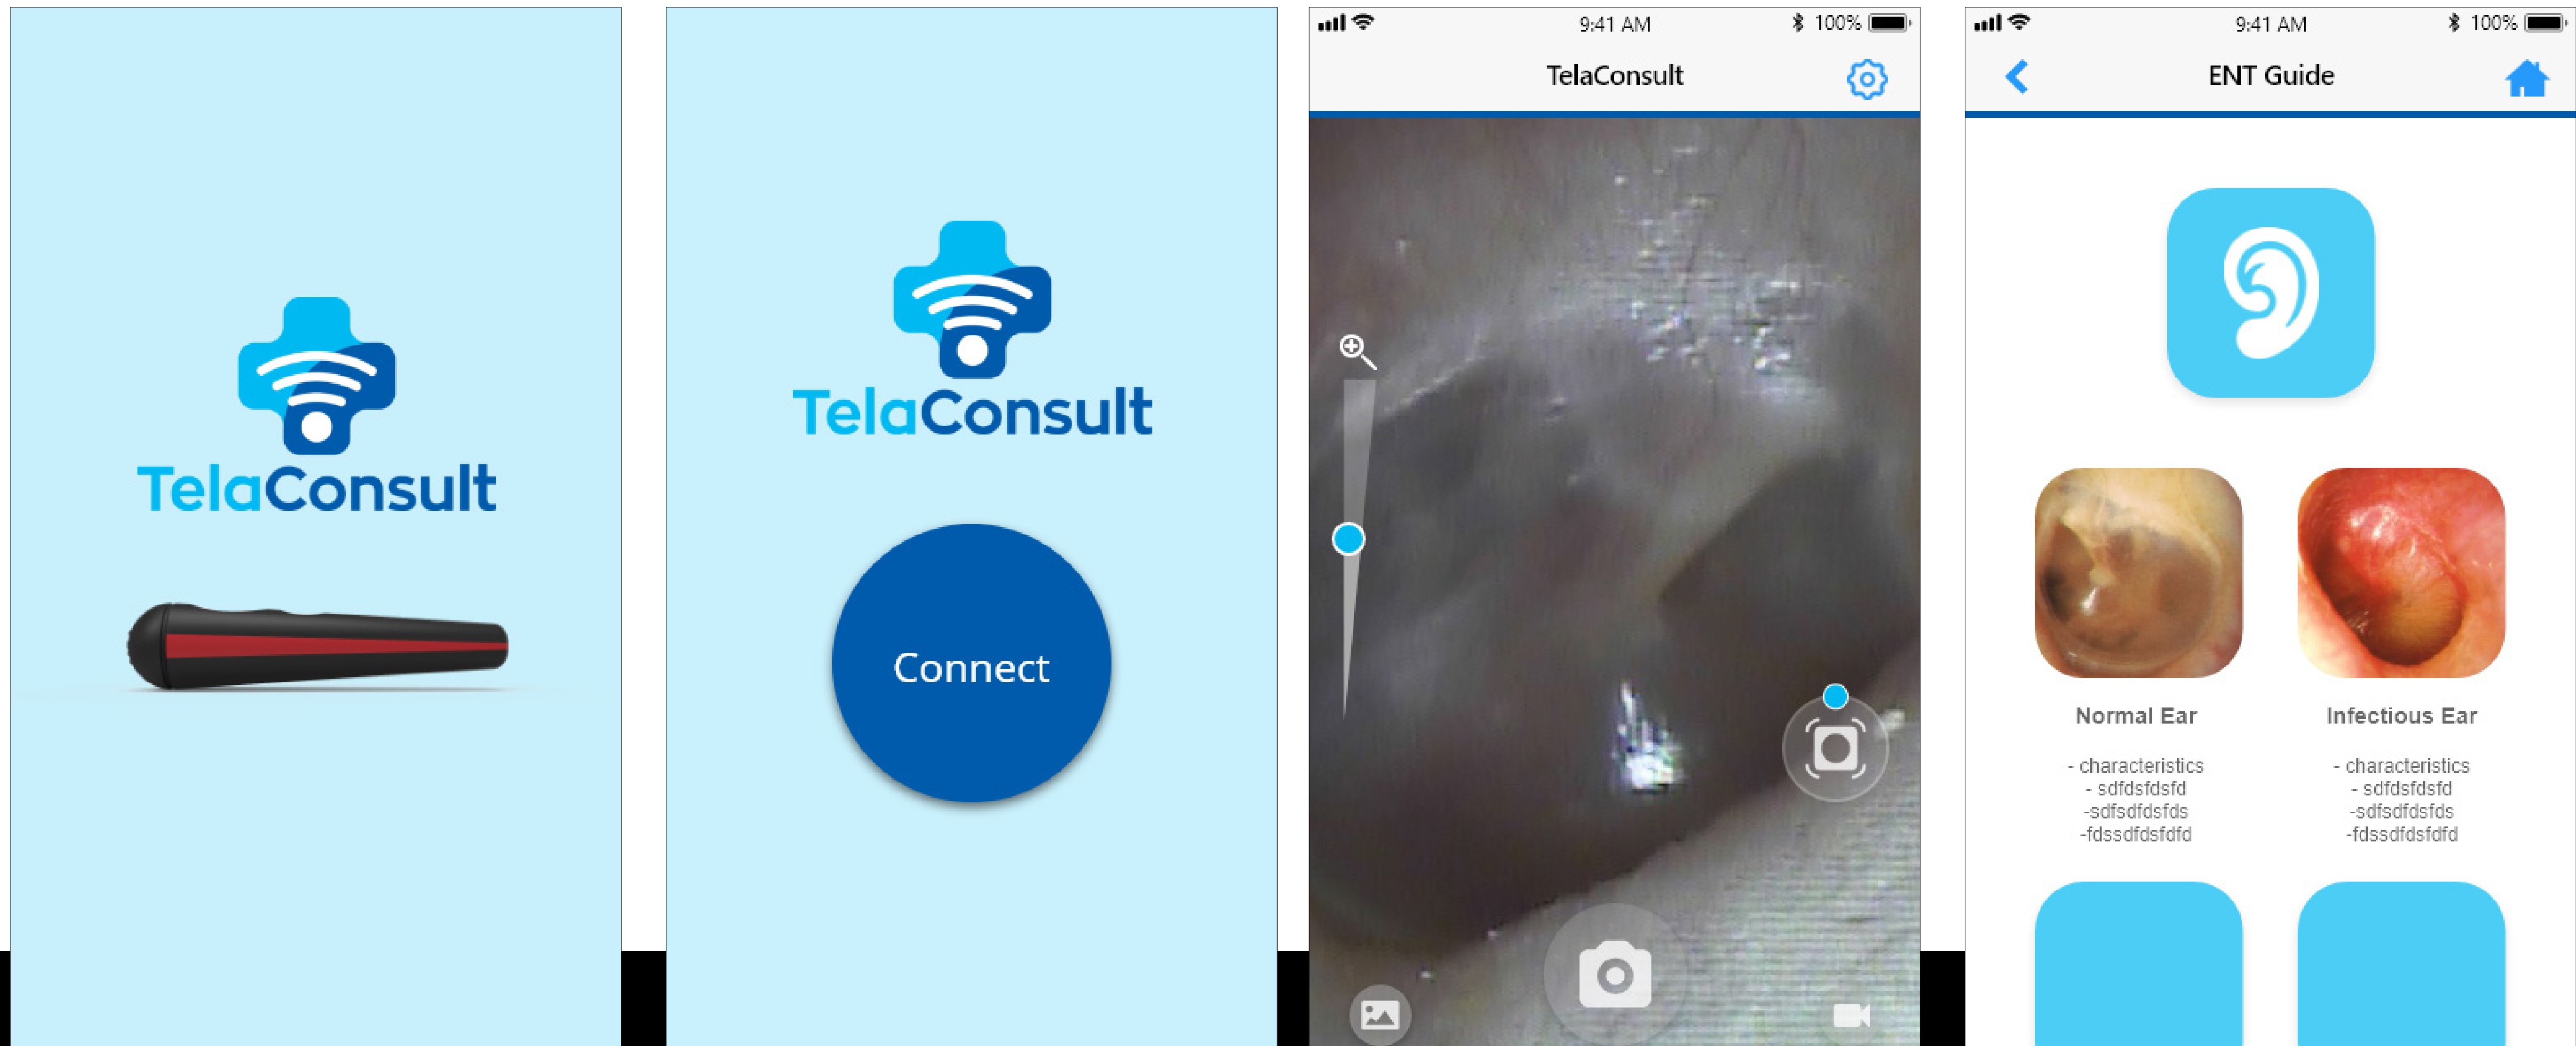 TelaConsult
TelaConsult
Connect
9:41 AM
100%
TelaConsult
9:41 AM
100%
ENT Guide
Normal Ear
- characteristics
- sdfdsfdsfd
-sdfsdfdsfds
-fdssdfdsfdfd
Infectious Ear
- characteristics
- sdfdsfdsfd
-sdfsdfdsfds
-fdssdfdsfdfd